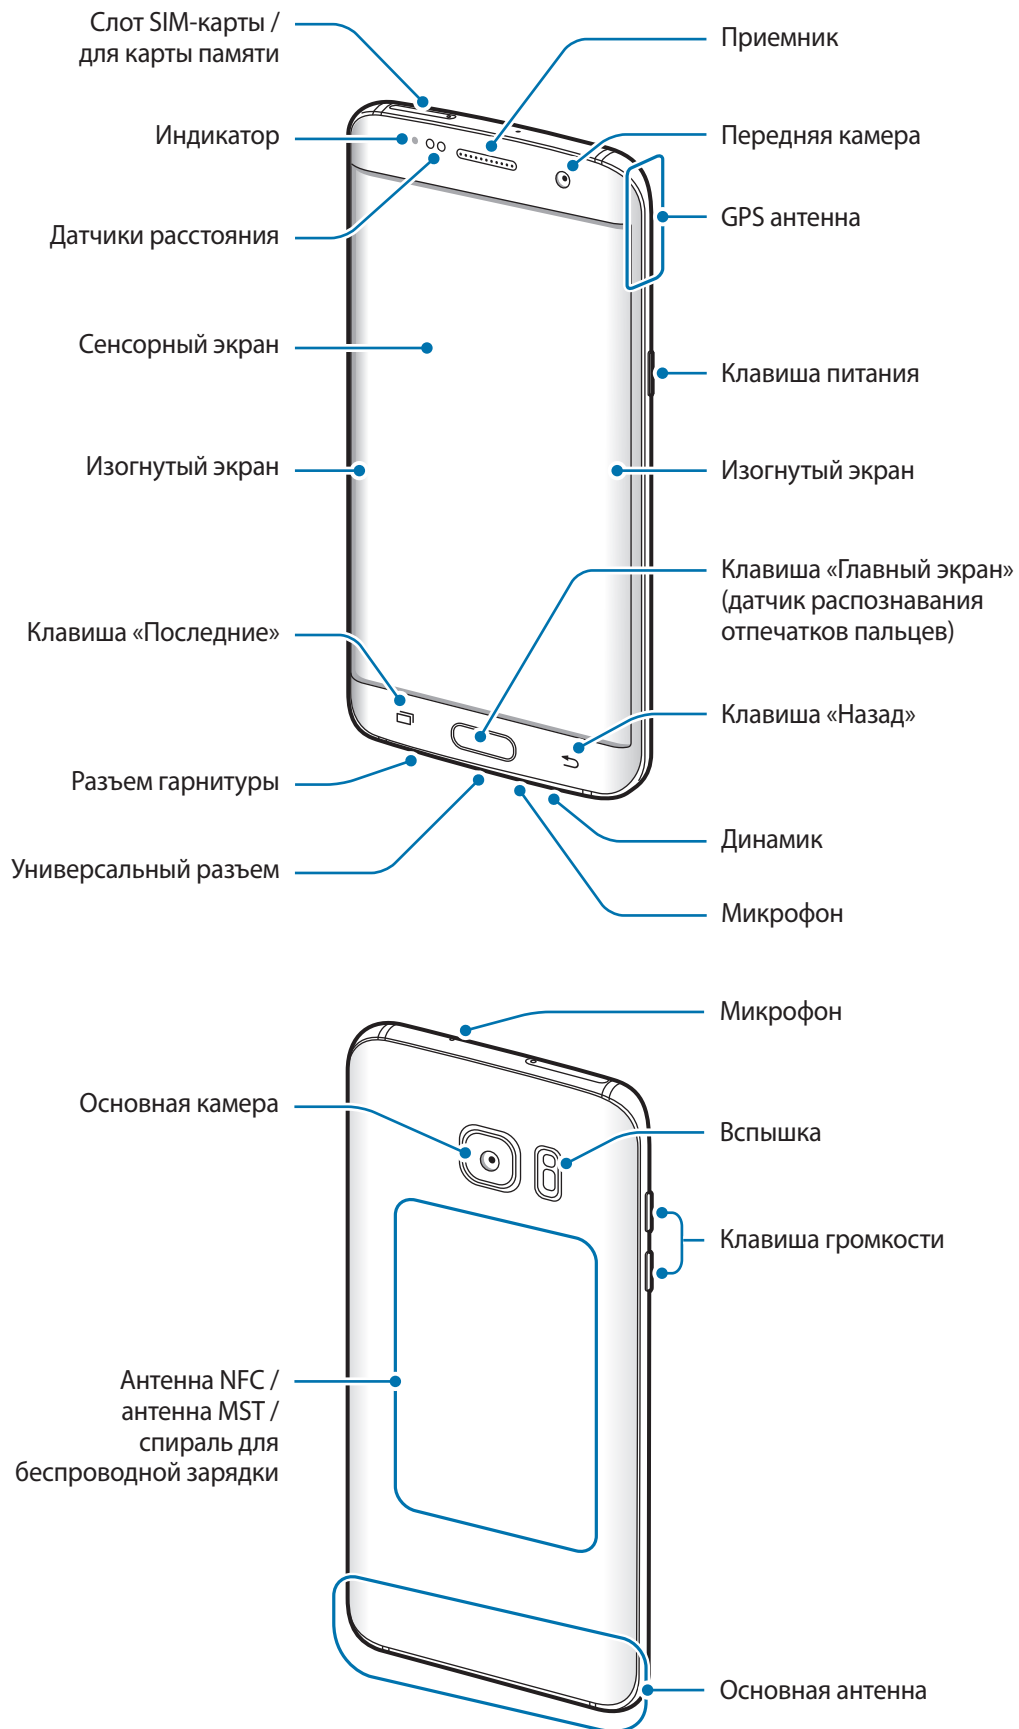 Слот SIM-карты /
для карты памяти
Индикатор
Датчики расстояния
Сенсорный экран
Изогнутый экран
Клавиша «Последние»
Разъем гарнитуры
Универсальный разъем
Приемник
Передняя камера
GPS антенна
Клавиша питания
Изогнутый экран
Клавиша «Главный экран»
(датчик распознавания
отпечатков пальцев)
Клавиша «Назад»
Динамик
Микрофон
Основная камера
Антенна NFC /
антенна MST /
спираль для
беспроводной зарядки
Микрофон
Вспышка
Клавиша громкости
Основная антенна